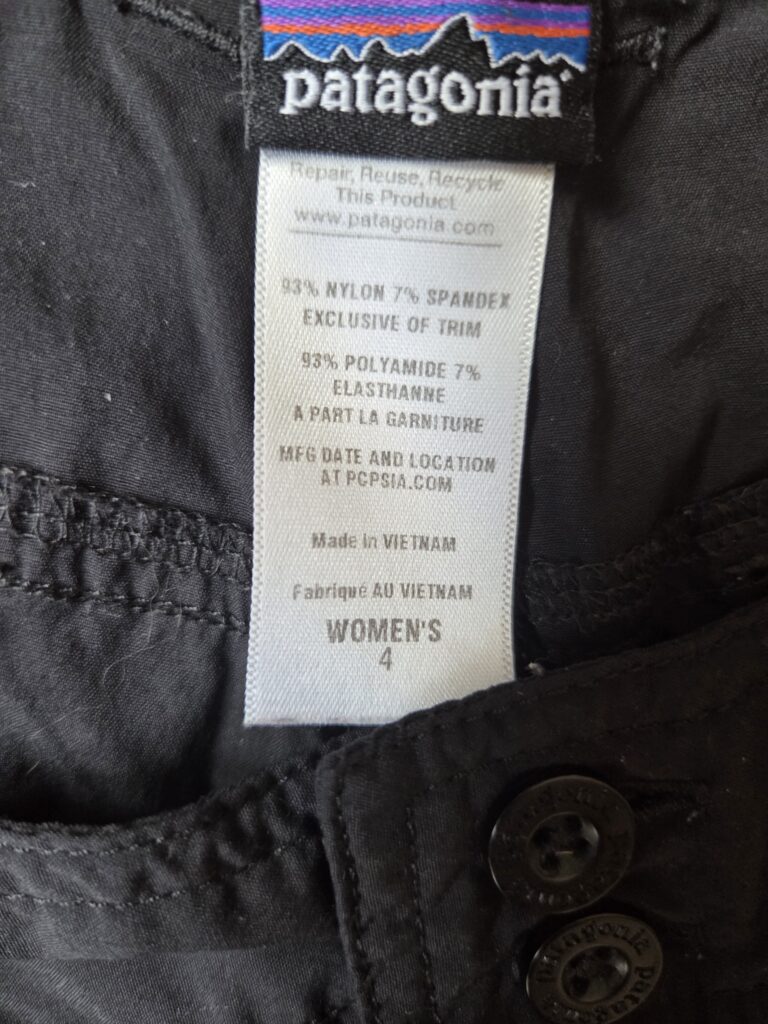 patagonia
Repair, Reuse, Recycle
This Product
www.patagonia.com
93% NYLON 7% SPANDEX
EXCLUSIVE OF TRIM
93% POLYAMIDE 7%
ELASTHANNE
A PART LA GARNITURE
MFG DATE AND LOCATION
AT PCPSIA.COM
Made in VIETNAM
Fabriqué AU VIETNAM
WOMEN'S
4
patagonia